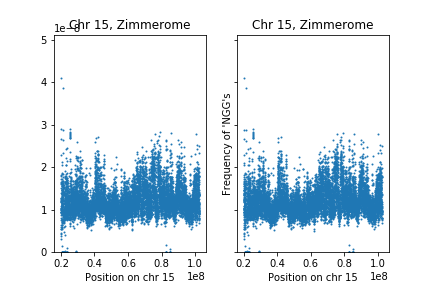 Chr 15, Zimmerome
Chr 15, Zimmerome
1e−8
5
4
3
2
1
0
Frequency of 'NGG's
0.2 0.4 0.6 0.8 1.0
0.2 0.4 0.6 0.8 1.0
1e8
1e8
Position on chr 15
Position on chr 15